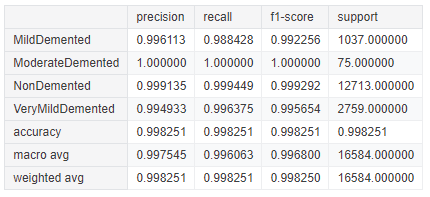 precision recall f1-score support
MildDemented 0.996113 0.988428 0.992256 1037.000000
ModerateDemented 1.000000 1.000000 1.000000 75.000000
NonDemented 0.999135 0.999449 0.999292 12713.000000
VeryMildDemented 0.994933 0.996375 0.995654 2759.000000
accuracy 0.998251 0.998251 0.998251 0.998251
macro avg 0.997545 0.996063 0.996800 16584.000000
weighted avg 0.998251 0.998251 0.998250 16584.000000